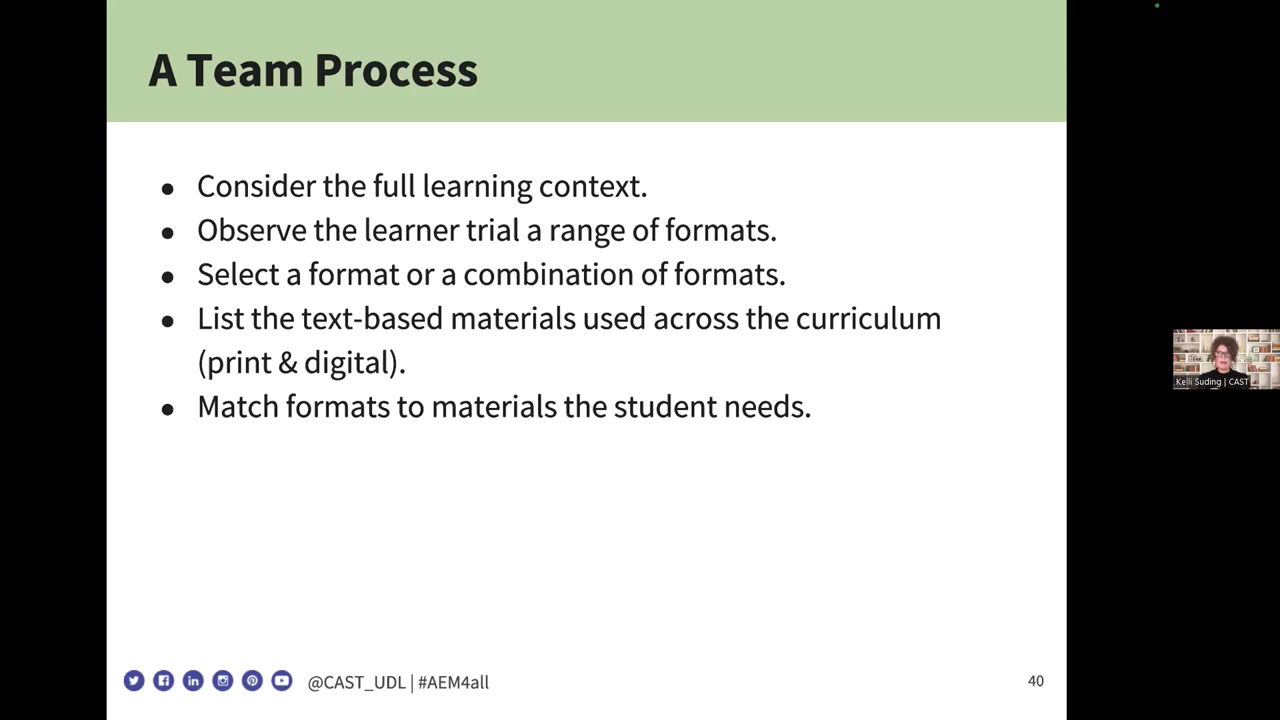 A Team Process
● Consider the full learning context.
● Observe the learner trial a range of formats.
● Select a format or a combination of formats.
● List the text-based materials used across the curriculum
(print & digital).
● Match formats to materials the student needs.
Kelli Suding | CAST
@CAST_UDL | #AEM4all
40